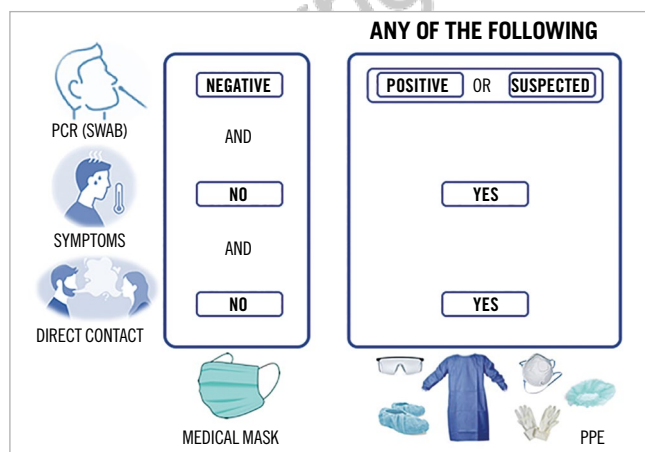 ANY OF THE FOLLOWING
NEGATIVE
POSITIVE OR SUSPECTED
PCR (SWAB)
AND
NO
YES
SYMPTOMS
AND
NO
YES
DIRECT CONTACT
MEDICAL MASK
PPE